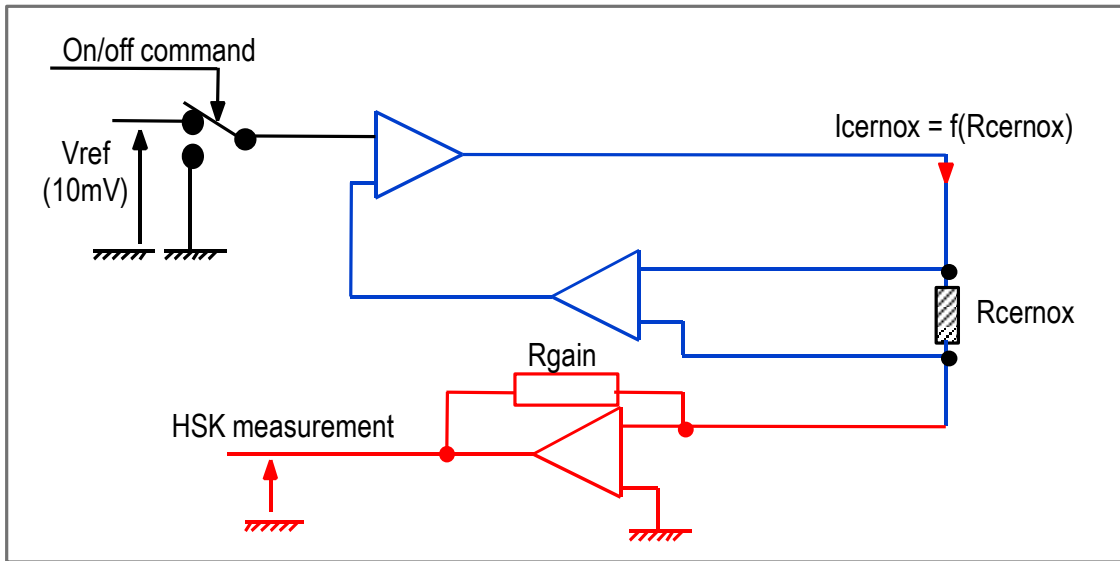 On/off command
Icernox = f(Rcernox)
Vref
(10mV)
Rcernox
Rgain
HSK measurement